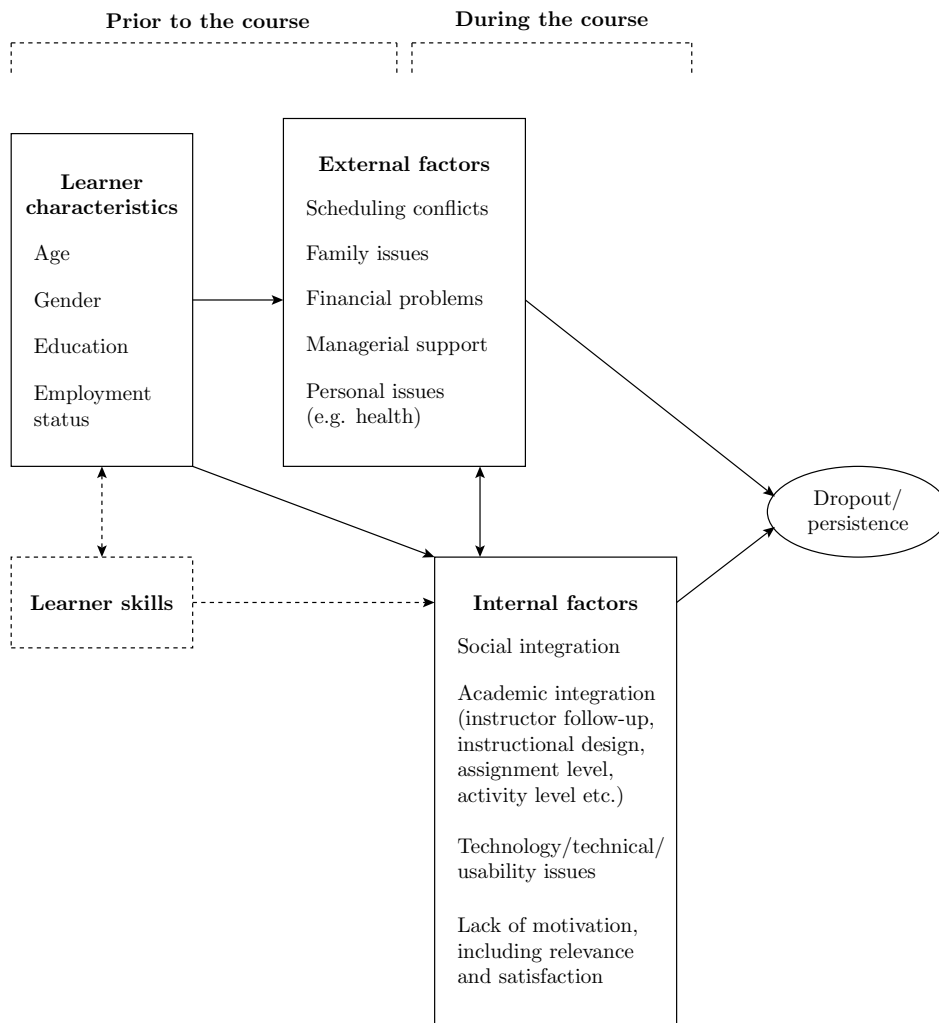 Prior to the course
During the course
Learner
characteristics
Age
Gender
Education
Employment
status
External factors
Scheduling conflicts
Family issues
Financial problems
Managerial support
Personal issues
(e.g. health)
Dropout/
persistence
Learner skills
Internal factors
Social integration
Academic integration
(instructor follow-up,
instructional design,
assignment level,
activity level etc.)
Technology/technical/
usability issues
Lack of motivation,
including relevance
and satisfaction